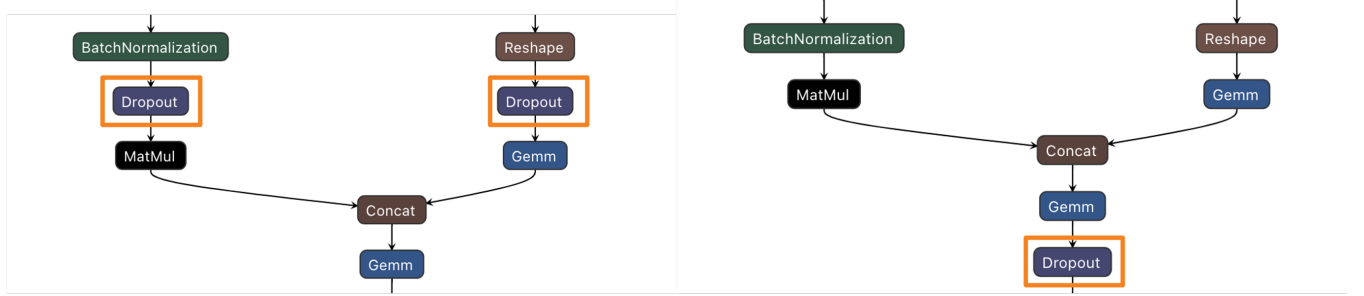 BatchNormalization
Reshape
Dropout
Dropout
MatMul
Gemm
Concat
Gemm
BatchNormalization
Reshape
MatMul
Gemm
Concat
Gemm
Dropout